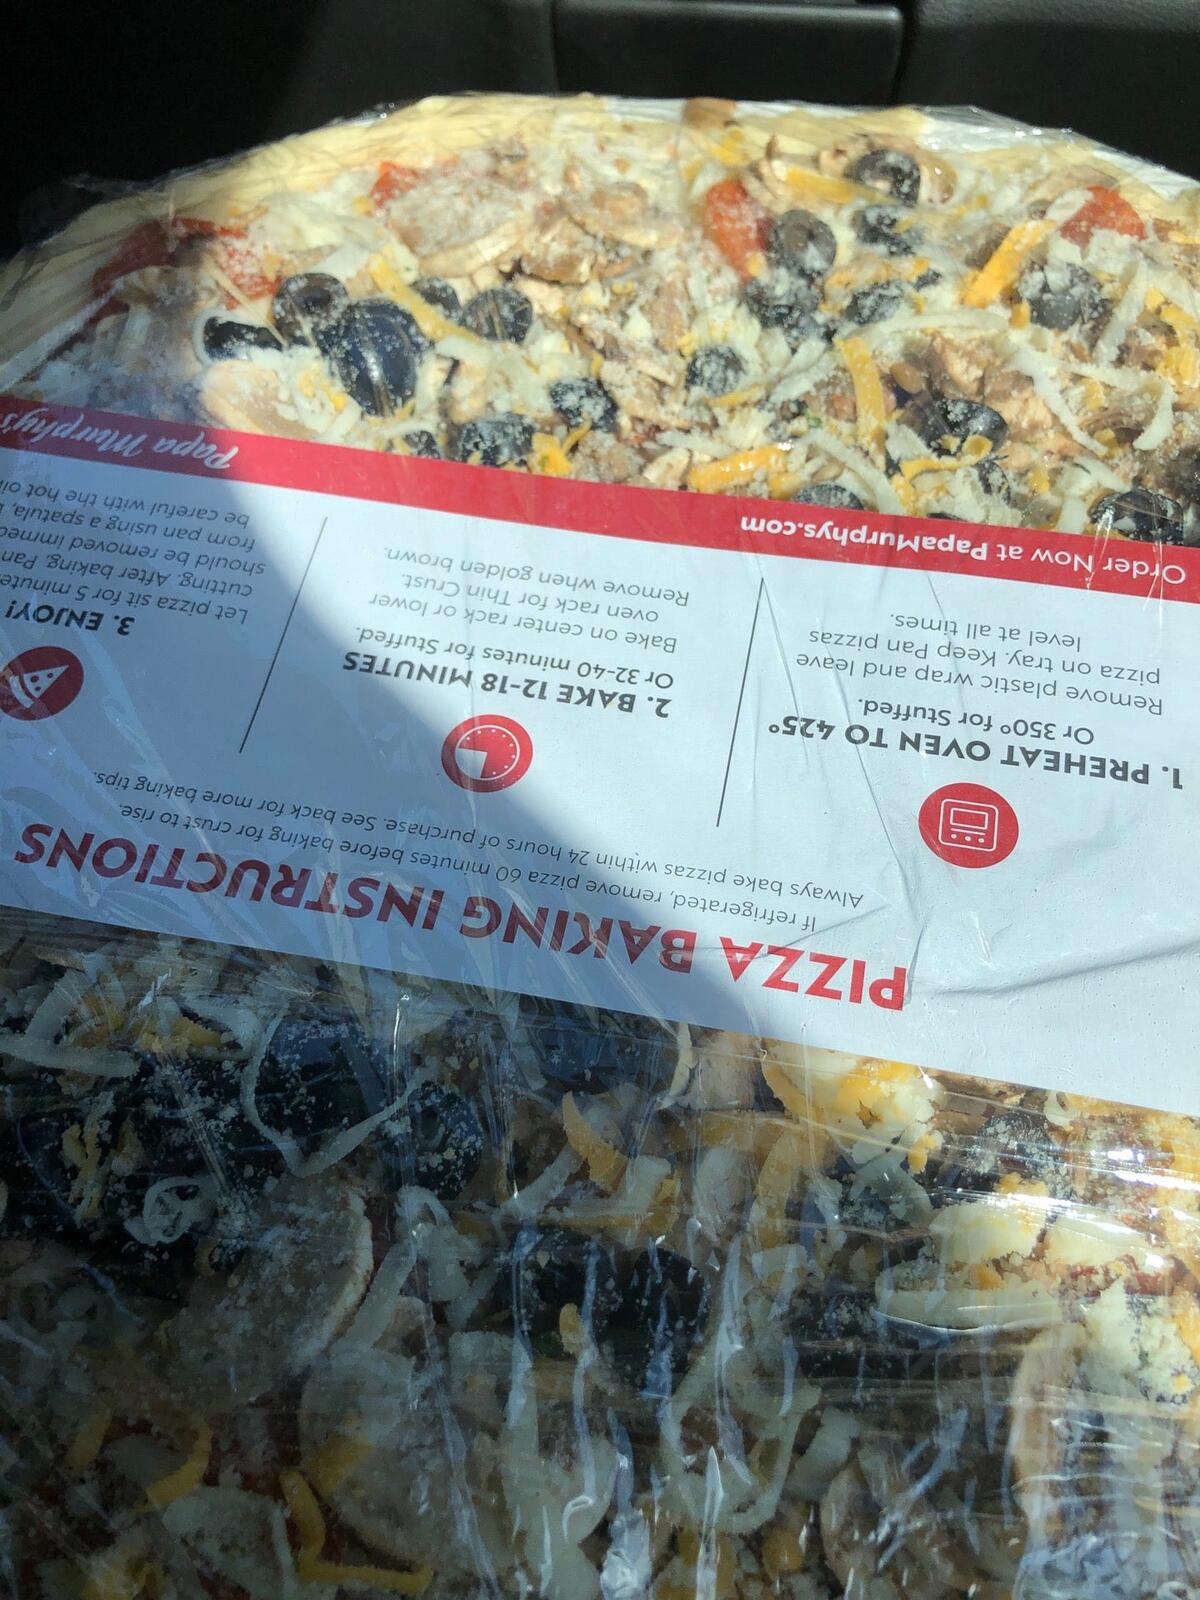 PIZZA BAKING INSTRUCTIONS
If refrigerated, remove pizza 60 minutes before baking for crust to rise.
Always bake pizzas within 24 hours of purchase. See back for more baking tips.
1. PREHEAT OVEN TO 425°
Or 350° for Stuffed.
Remove plastic wrap and leave
pizza on tray. Keep Pan pizzas
level at all times.
2. BAKE 12-18 MINUTES
Or 32-40 minutes for Stuffed.
Bake on center rack or lower
oven rack for Thin Crust.
Remove when golden brown.
3. ENJOY!
Let pizza sit for 5
cutting. After baking, Pan
should be removed
from pan using a spatula,
be careful with the hot
Order Now at PapaMurphys.com
Papa Murphy's